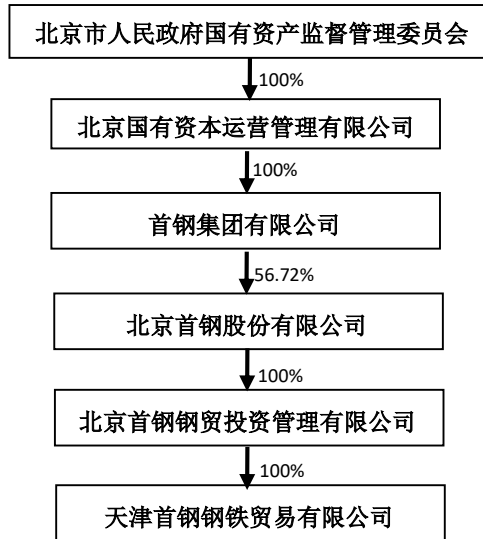 北京市人民政府国有资产监督管理委员会
100%
北京国有资本运营管理有限公司
100%
首钢集团有限公司
56.72%
北京首钢股份有限公司
100%
北京首钢钢贸投资管理有限公司
100%
天津首钢钢铁贸易有限公司